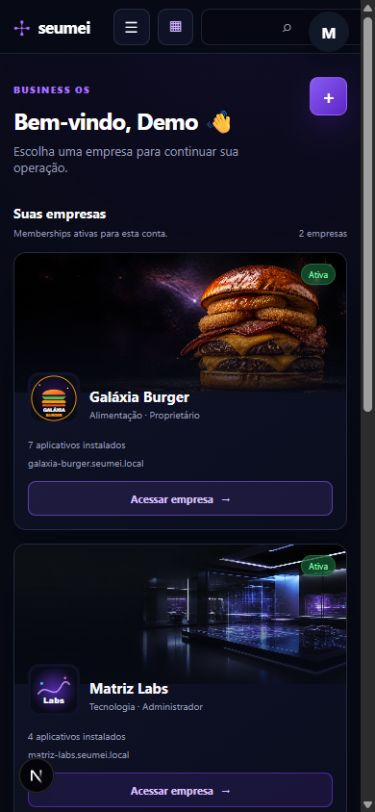 seumei
M
BUSINESS OS
Bem-vindo, Demo 👋
Escolha uma empresa para continuar sua
operação.
Suas empresas
Memberships ativas para esta conta.
2 empresas
Ativa
GALÁXIA
BURGER
Galáxia Burger
Alimentação · Proprietário
7 aplicativos instalados
galaxia-burger.seumei.local
Acessar empresa →
Ativa
Labs
Matriz Labs
Tecnologia · Administrador
4 aplicativos instalados
matriz-labs.seumei.local
N
Acessar empresa →